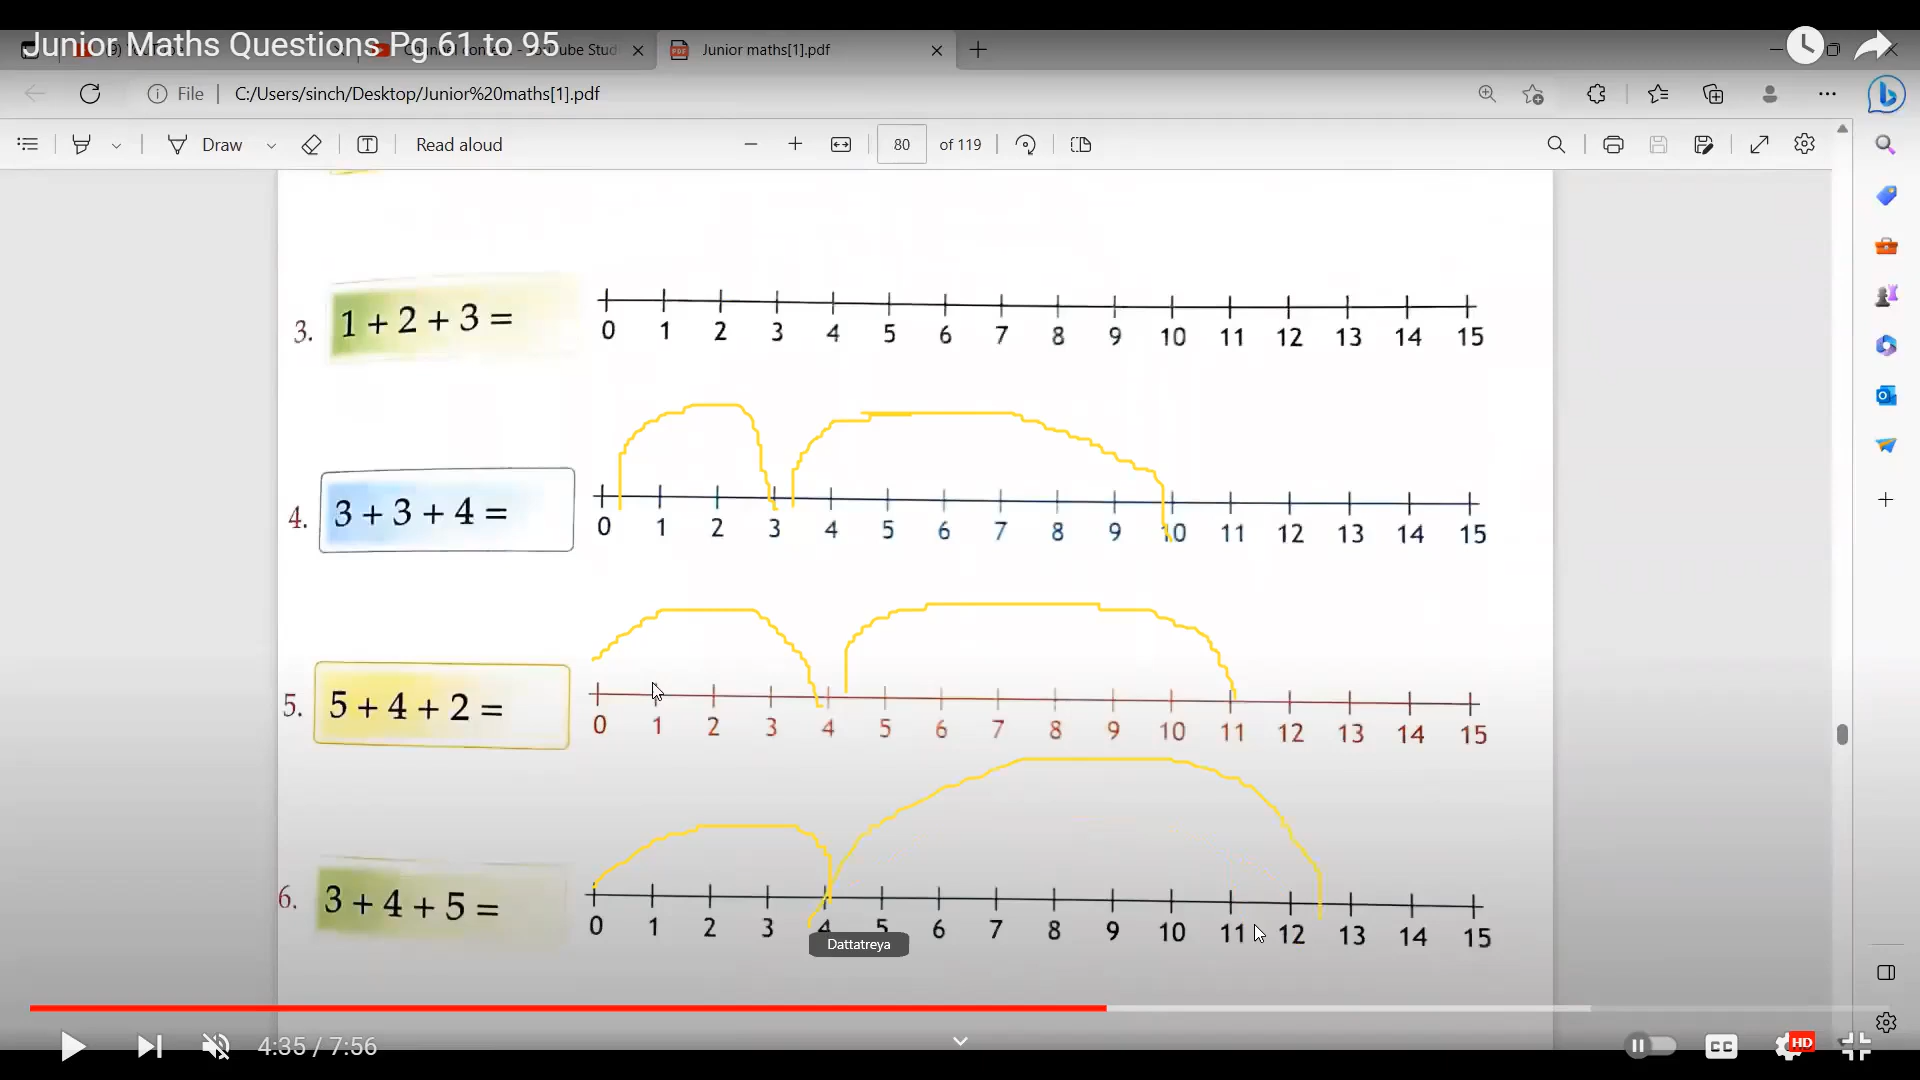 Junior Maths Questions Pg 61 to 95
Junior maths[1].pdf
File
C:/Users/sinch/Desktop/Junior%20maths[1].pdf
Draw
Read aloud
80 of 119
3. 1 + 2 + 3 =
0 1 2 3 4 5 6 7 8 9 10 11 12 13 14 15
4. 3 + 3 + 4 =
0 1 2 3 4 5 6 7 8 9 10 11 12 13 14 15
5. 5 + 4 + 2 =
0 1 2 3 4 5 6 7 8 9 10 11 12 13 14 15
6. 3 + 4 + 5 =
0 1 2 3 4 5 6 7 8 9 10 11 12 13 14 15
Dattatreya
4:35 / 7:56
CC
HD